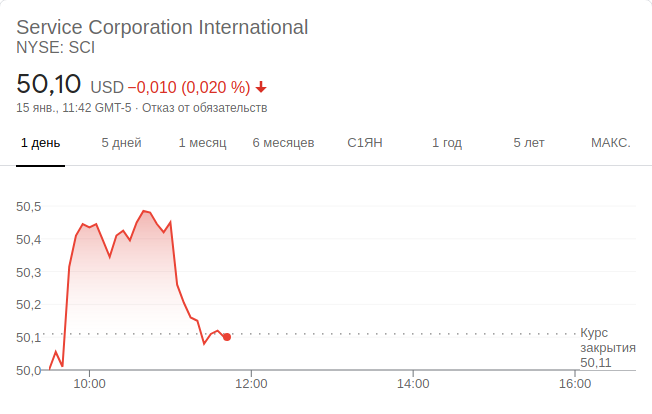 Service Corporation International
NYSE: SCI
50,10 USD −0,010 (0,020 %)
15 янв., 11:42 GMT-5 · Отказ от обязательств
1 день 5 дней 1 месяц 6 месяцев С1ЯН 1 год 5 лет МАКС.
50,5
50,4
50,3
50,2
50,1
50,0
Курс
закрытия
50,11
10:00 12:00 14:00 16:00